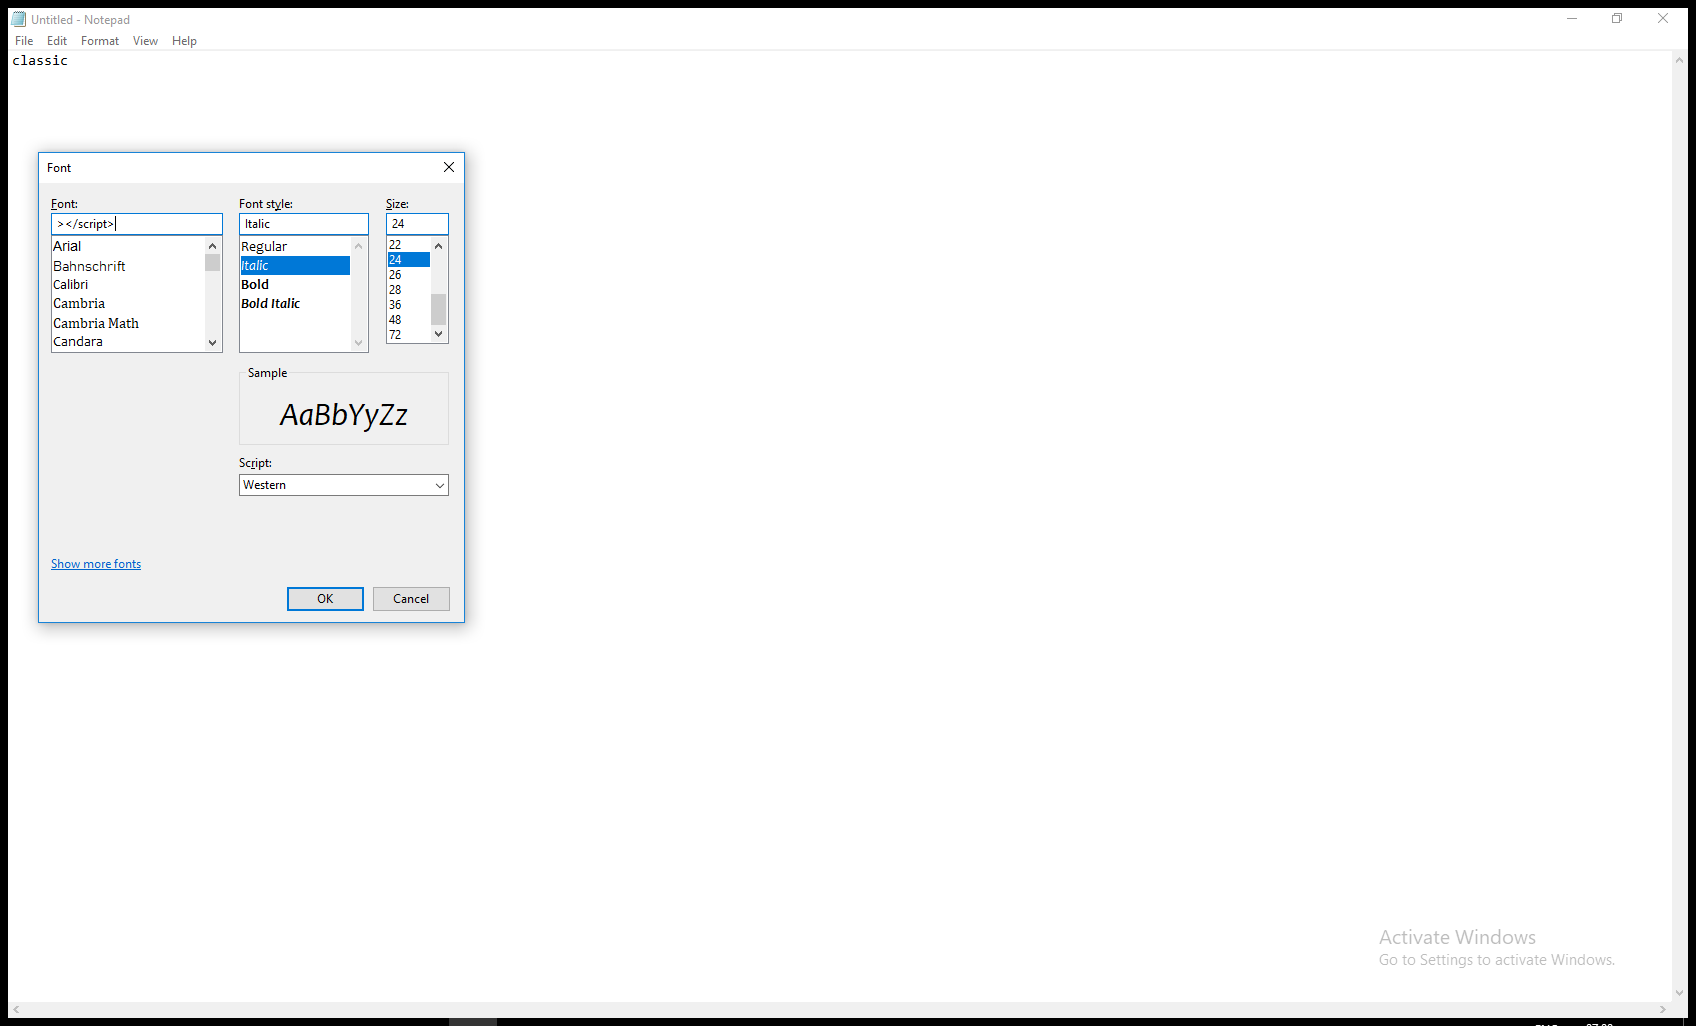 Untitled - Notepad
File Edit Format View Help
classic
Font
Font: Font style: Size:
></script> Italic 24
Arial
Bahnschrift
Calibri
Cambria
Cambria Math
Candara
Regular
Italic
Bold
Bold Italic
22
24
26
28
36
48
72
Sample
AaBbYyZz
Script:
Western
Show more fonts
OK Cancel
Activate Windows
Go to Settings to activate Windows.